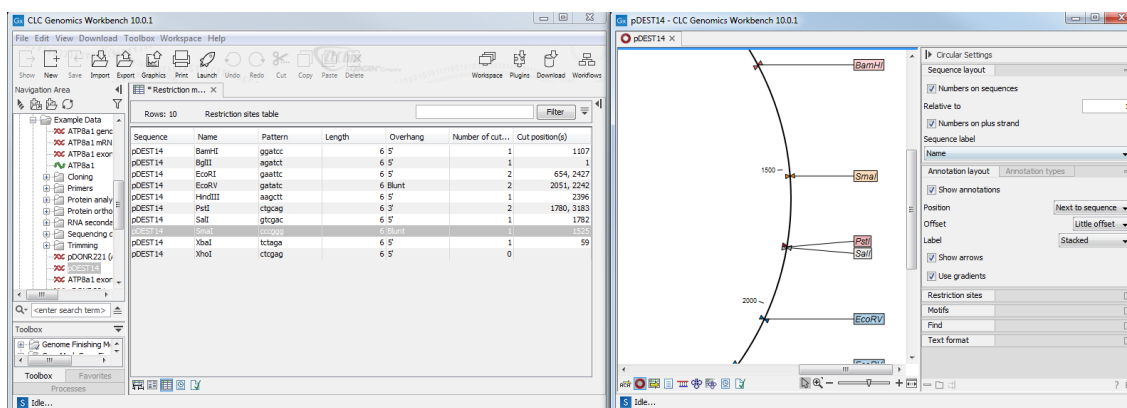 CLC Genomics Workbench 10.0.1
File Edit View Download Toolbox Workspace Help
Show New Save Import Export Graphics Print Launch Undo Redo Cut Copy Paste Delete Workspace Plugins Download Workflows
Navigation Area
Example Data
ATP8a1 genc
ATP8a1 mRN
ATP8a1 exor
ATP8a1
Cloning
Primers
Protein analy
Protein ortho
RNA seconda
Sequencing d
Trimming
pDONR221 (A
pDEST14
ATP8a1 exor
<enter search term>
Toolbox
Genome Finishing M
Toolbox Favorites
Processes
Idle...
* Restriction m...
Rows: 10 Restriction sites table Filter
Sequence Name Pattern Length Overhang Number of cut... Cut position(s)
pDEST14 BamHI ggatcc 6 5' 1 1107
pDEST14 BglII agatct 6 5' 1 1
pDEST14 EcoRI gaattc 6 5' 2 654, 2427
pDEST14 EcoRV gatatc 6 Blunt 2 2051, 2242
pDEST14 HindIII aagctt 6 5' 1 2396
pDEST14 PstI ctgcag 6 3' 2 1780, 3183
pDEST14 SalI gtcgac 6 5' 1 1782
pDEST14 SmaI cccggg 6 Blunt 1 1525
pDEST14 XbaI tctaga 6 5' 1 59
pDEST14 XhoI ctcgag 6 5' 0
pDEST14 - CLC Genomics Workbench 10.0.1
pDEST14
BamHI
1500
SmaI
PstI
SalI
2000
EcoRV
EcoRV
Idle...
Circular Settings
Sequence layout
Numbers on sequences
Relative to
Numbers on plus strand
Sequence label
Name
Annotation layout Annotation types
Show annotations
Position Next to sequence
Offset Little offset
Label Stacked
Show arrows
Use gradients
Restriction sites
Motifs
Find
Text format